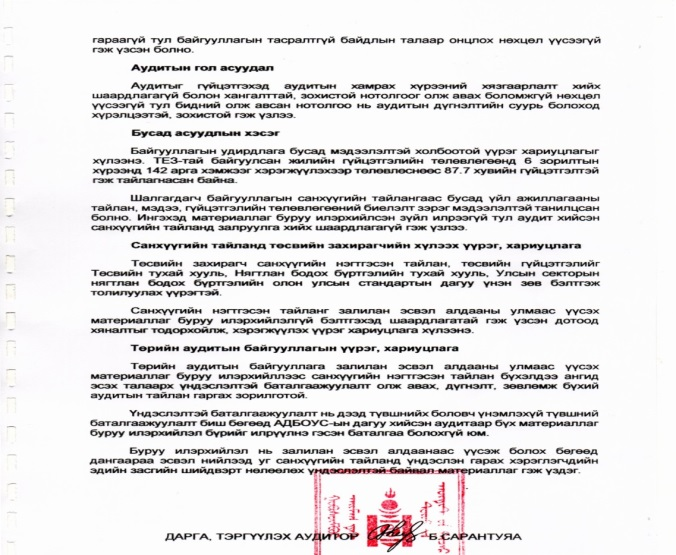 гараагүй тул байгууллагын тасралтгүй байдлын талаар онцлох нөхцөл үүсээгүй
гэж үзсэн болно.
Аудитын гол асуудал
Аудитыг гүйцэтгэхэд аудитын хамрах хүрээний хязгаарлалт хийх
шаардлагагүй болон хангалттай, зохистой нотолгоог олж авах боломжгүй нөхцөл
үүсээгүй тул бидний олж авсан нотолгоо нь аудитын дүгнэлтийн суурь болоход
хүрэлцээтэй, зохистой гэж үзлээ.
Бусад асуудлын хэсэг
Байгууллагын удирдлага бусад мэдээлэлтэй холбоотой үүрэг хариуцлагыг
хүлээнэ. ТЕЗ-тай байгуулсан жилийн гүйцэтгэлийн төлөвлөгөөнд 6 зорилтын
хүрээнд 142 арга хэмжээг хэрэгжүүлэхээр төлөвлөснөөс 87.7 хувийн гүйцэтгэлтэй
гэж тайлагнасан байна.
Шалгагдагч байгууллагын санхүүгийн тайлангаас бусад үйл ажиллагааны
тайлан, мэдээ, гүйцэтгэлийн төлөвлөгөөний биелэлт зэрэг мэдээлэлтэй танилцсан
болно. Ингэхэд материаллаг буруу илэрхийлсэн зүйл илрээгүй тул аудит хийсэн
санхүүгийн тайланд залруулга хийх шаардлагагүй гэж үзлээ.
Санхүүгийн тайланд төсвийн захирагчийн хүлээх үүрэг, хариуцлага
Төсвийн захирагч санхүүгийн нэгтгэсэн тайлан, төсвийн гүйцэтгэлийг
Төсвийн тухай хууль, Нягтлан бодох бүртгэлийн тухай хууль, Улсын секторын
нягтлан бодох бүртгэлийн олон улсын стандартын дагуу үнэн зөв бэлтгэж
толилуулах үүрэгтэй.
Санхүүгийн нэгтгэсэн тайланг залилан эсвэл алдааны улмаас үүсэх
материаллаг буруу илэрхийлэлгүй бэлтгэхэд шаардлагатай гэж үзсэн дотоод
хяналтыг тодорхойлж, хэрэгжүүлэх үүрэг хариуцлага хүлээнэ.
Төрийн аудитын байгууллагын үүрэг, хариуцлага
Төрийн аудитын байгууллага залилан эсвэл алдааны улмаас үүсэх
материаллаг буруу илэрхийллээс санхүүгийн нэгтгэсэн тайлан бүхэлдээ ангид
эсэх талаарх үндэслэлтэй баталгаажуулалт олж авах, дүгнэлт, зөвлөмж бүхий
аудитын тайлан гаргах зорилготой.
Үндэслэлтэй баталгаажуулалт нь дээд түвшнийх боловч үнэмлэхүй түвшний
баталгаажуулалт биш бөгөөд АДБОУС-ын дагуу хийсэн аудитаар бүх материаллаг
буруу илэрхийлэл бүрийг илрүүлнэ гэсэн баталгаа болохгүй юм.
Буруу илэрхийлэл нь залилан эсвэл алдаанаас үүсэж болох бөгөөд
дангаараа эсвэл нийлээд уг санхүүгийн тайланд үндэслэн гарах хэрэглэгчдийн
эдийн засгийн шийдвэрт нөлөөлөх үндэслэлтэй байвал материаллаг гэж үздэг.
ДАРГА, ТЭРГҮҮЛЭХ АУДИТОР Б.САРАНТУЯА